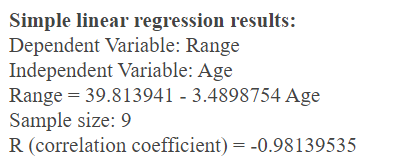 Simple linear regression results:
Dependent Variable: Range
Independent Variable: Age
Range = 39.813941 - 3.4898754 Age
Sample size: 9
R (correlation coefficient) = -0.98139535